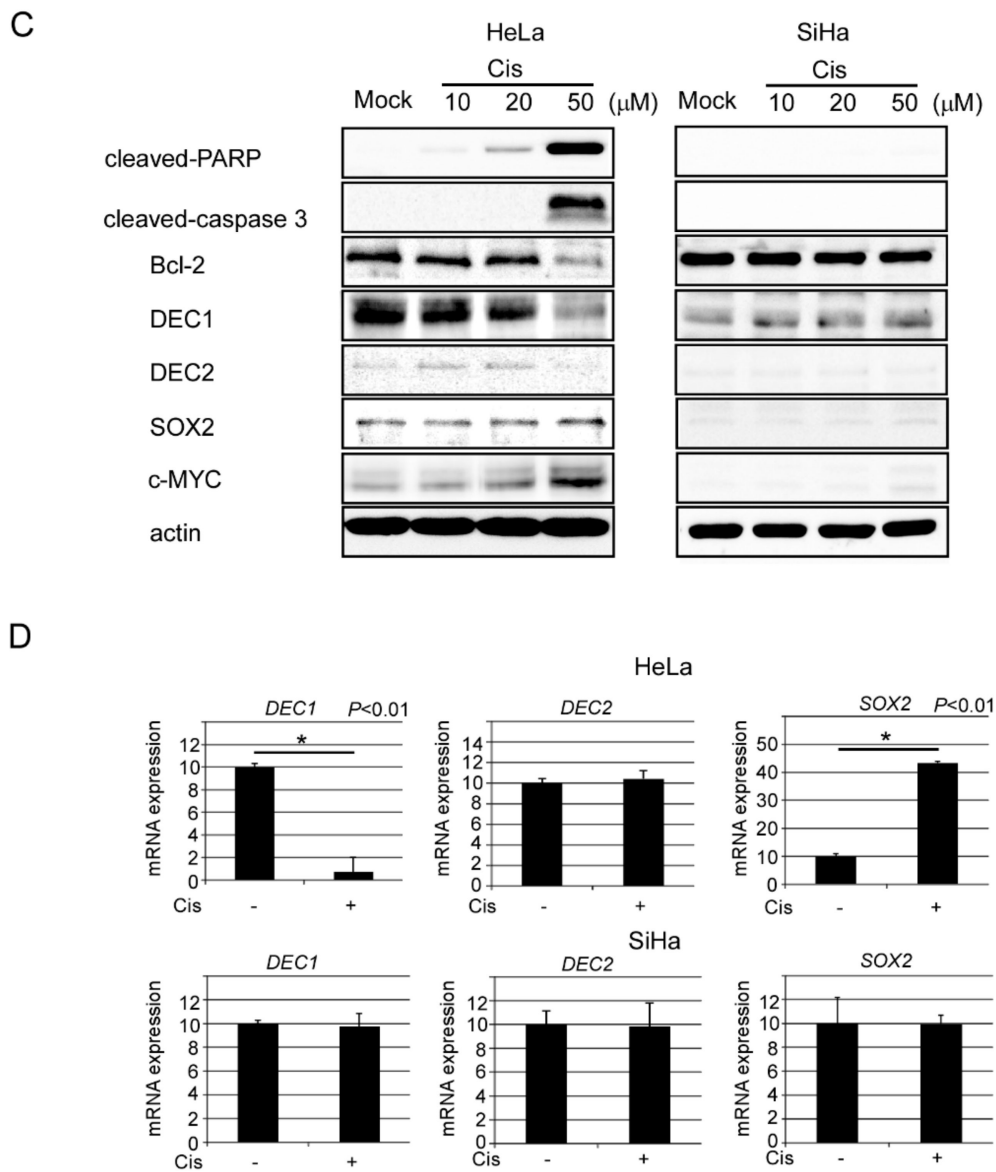 C
HeLa SiHa
Cis Cis
Mock 10 20 50 (μM) Mock 10 20 50 (μM)
cleaved-PARP
cleaved-caspase 3
Bcl-2
DEC1
DEC2
SOX2
c-MYC
actin
D
HeLa
DEC1 P<0.01
mRNA expression
12
10
8
6
4
2
0
*
Cis - +
DEC2
mRNA expression
14
12
10
8
6
4
2
0
Cis - +
SOX2 P<0.01
mRNA expression
50
40
30
20
10
0
*
Cis - +
SiHa
DEC1
mRNA expression
12
10
8
6
4
2
0
Cis - +
DEC2
mRNA expression
12
10
8
6
4
2
0
Cis - +
SOX2
mRNA expression
12
10
8
6
4
2
0
Cis - +